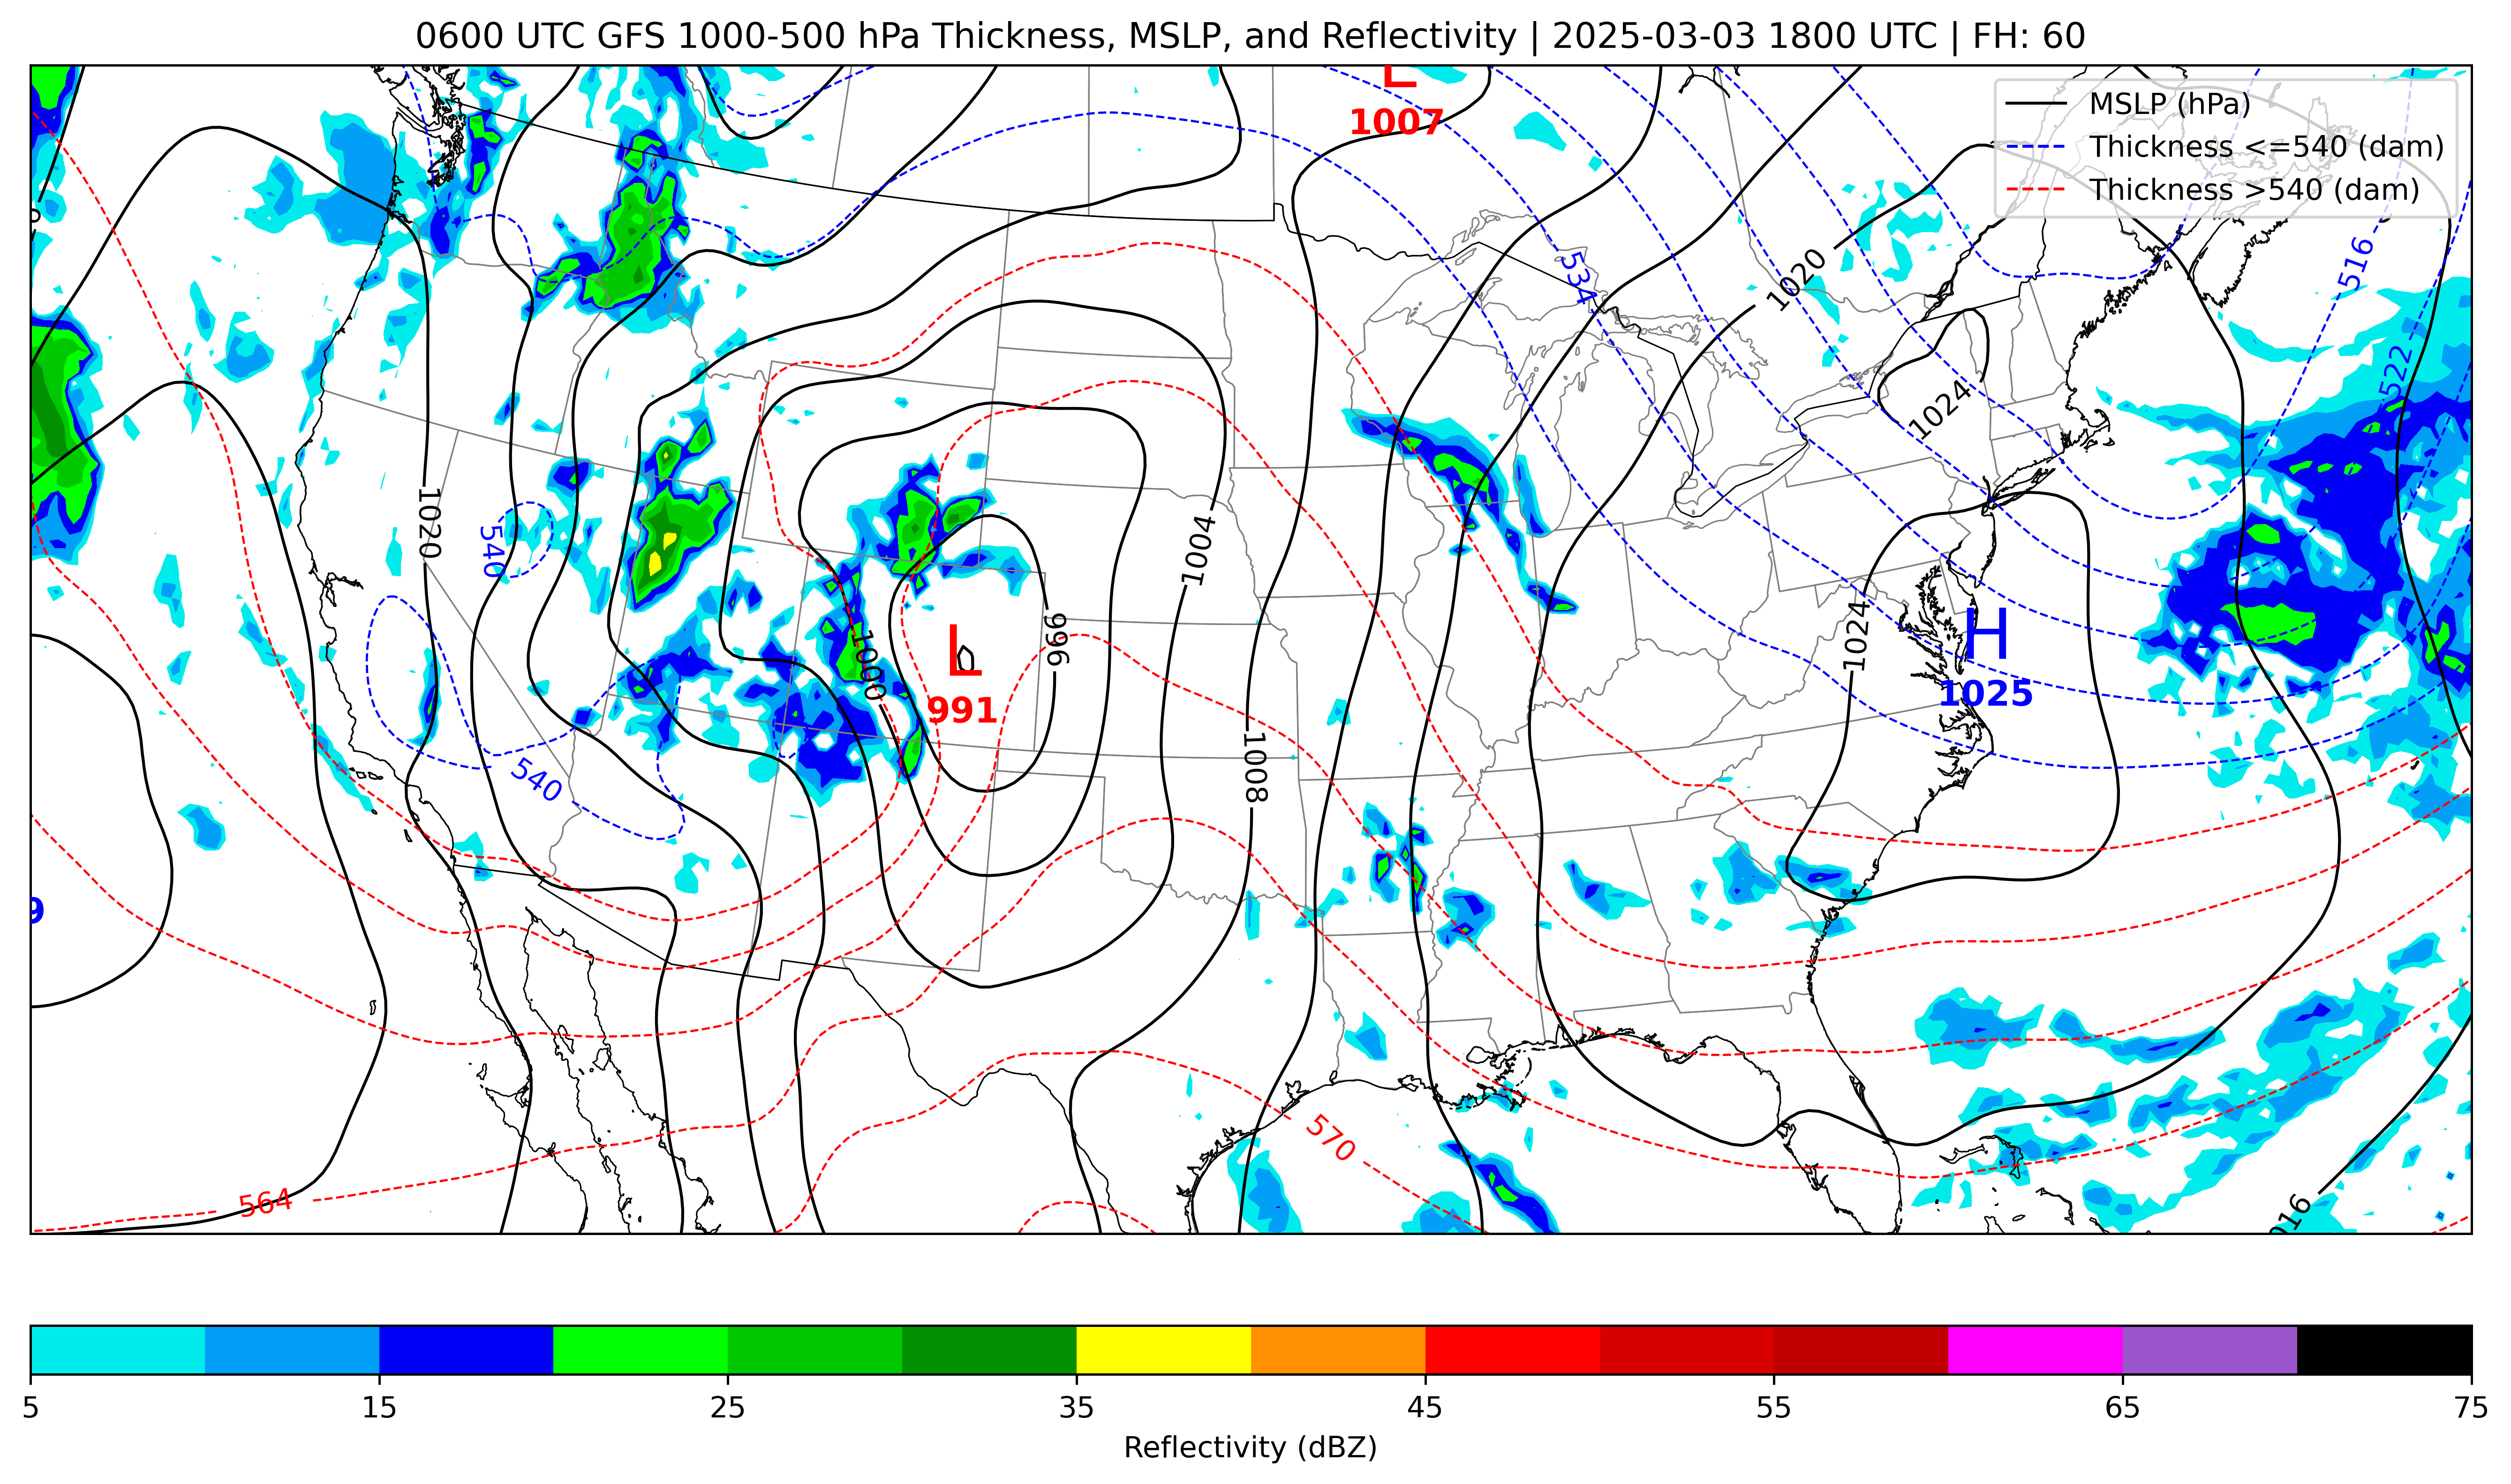 0600 UTC GFS 1000-500 hPa Thickness, MSLP, and Reflectivity | 2025-03-03 1800 UTC | FH: 60
L
1007
MSLP (hPa)
Thickness <=540 (dam)
Thickness >540 (dam)
516
534
1020
522
1024
1020
540
1004
1024
H
1025
996
1000
L
991
1008
540
9
570
564
016
5 15 25 35 45 55 65 75
Reflectivity (dBZ)